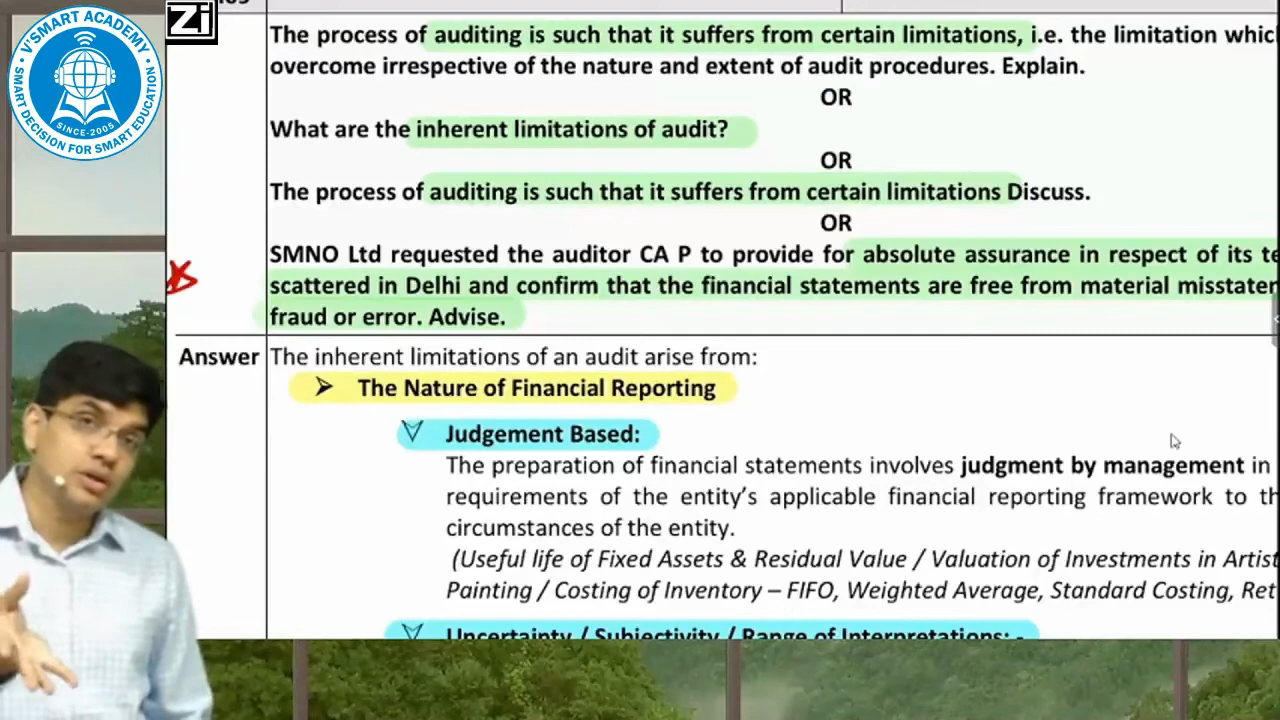 V'SMART ACADEMY
SINCE-2005
SMART DECISION FOR SMART EDUCATION
Zi
The process of auditing is such that it suffers from certain limitations, i.e. the limitation
overcome irrespective of the nature and extent of audit procedures. Explain.
OR
What are the inherent limitations of audit?
OR
The process of auditing is such that it suffers from certain limitations Discuss.
OR
SMNO Ltd requested the auditor CA P to provide for absolute assurance in respect of its
scattered in Delhi and confirm that the financial statements are free from material
fraud or error. Advise.
Answer The inherent limitations of an audit arise from:
➢ The Nature of Financial Reporting
Judgement Based:
The preparation of financial statements involves judgment by management in
requirements of the entity's applicable financial reporting framework to
circumstances of the entity.
(Useful life of Fixed Assets & Residual Value / Valuation of Investments in
Painting / Costing of Inventory – FIFO, Weighted Average, Standard Costing,
Uncertainty / Subjectivity / Range of Interpretations: -